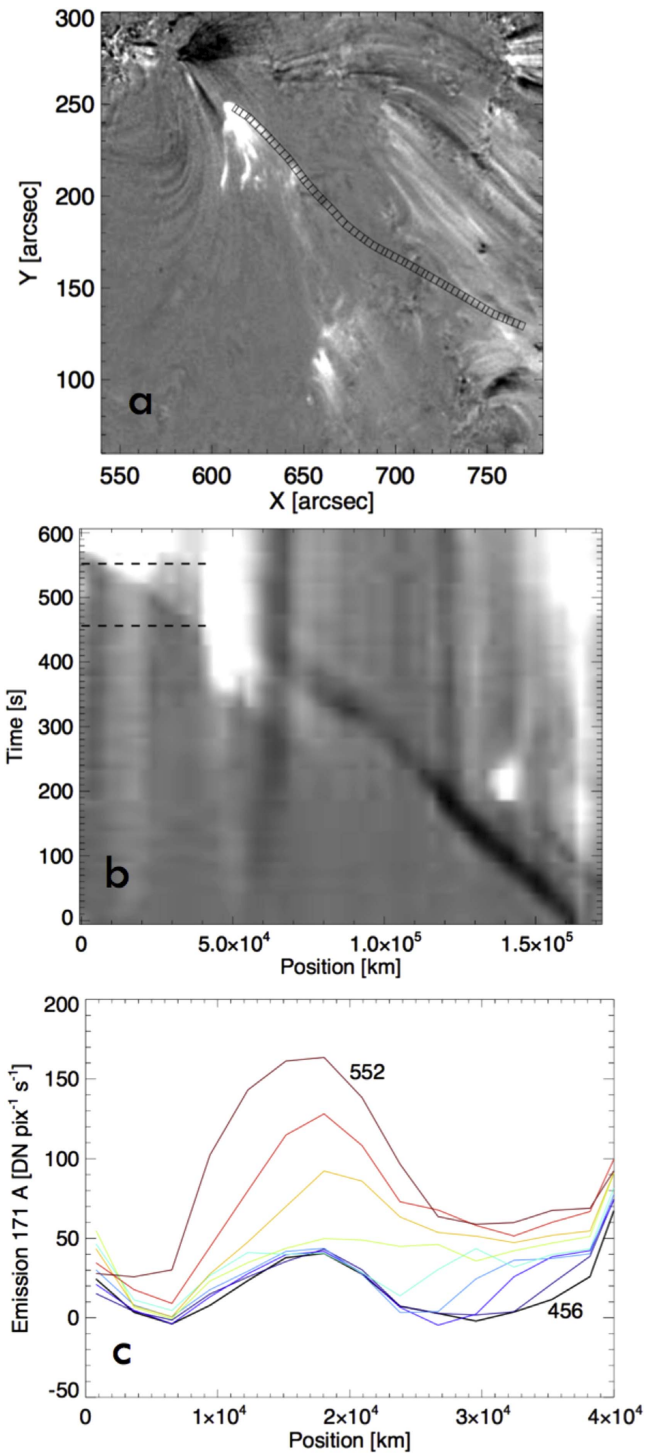 300
250
200
150
100
Y [arcsec]
a
550 600 650 700 750
X [arcsec]
600
500
400
300
200
100
0
Time [s]
b
0 5.0×10⁴ 1.0×10⁵ 1.5×10⁵
Position [km]
200
150
100
50
0
-50
Emission 171 A [DN pix⁻¹ s⁻¹]
552
456
c
0 1×10⁴ 2×10⁴ 3×10⁴ 4×10⁴
Position [km]